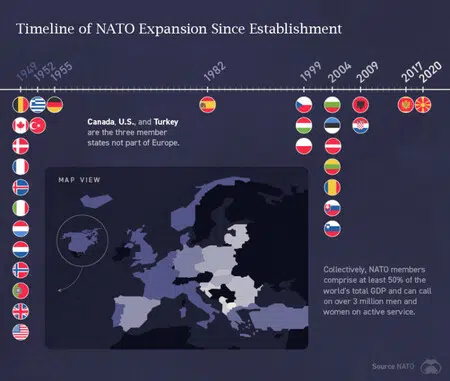 Timeline of NATO Expansion Since Establishment
1949
1952
1955
1982
1999
2004
2009
2017
2020
Canada, U.S., and Turkey
are the three member
states not part of Europe.
MAP VIEW
Collectively, NATO members
comprise at least 50% of the
world's total GDP and can call
on over 3 million men and
women on active service.
Source NATO